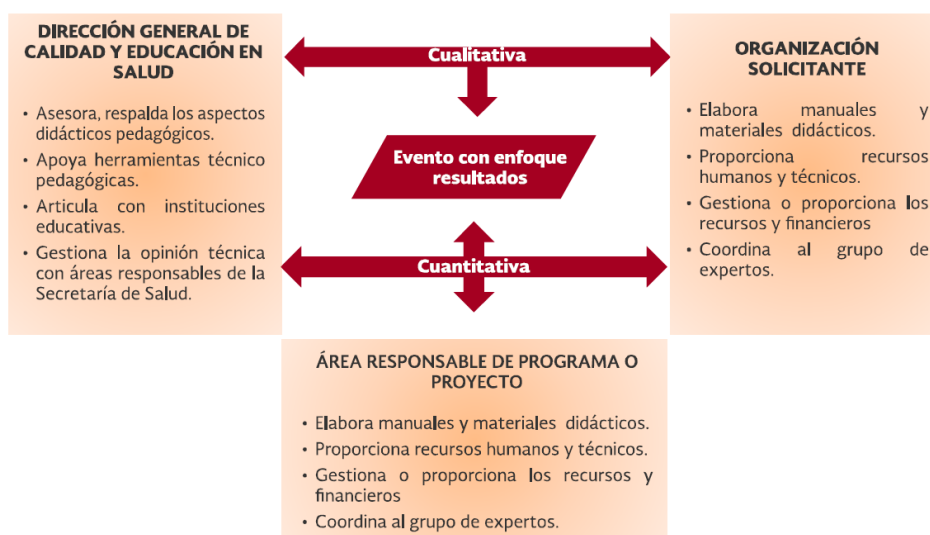 DIRECCIÓN GENERAL DE
CALIDAD Y EDUCACIÓN EN
SALUD
• Asesora, respalda los aspectos
didácticos pedagógicos.
• Apoya herramientas técnico
pedagógicas.
• Articula con instituciones
educativas.
• Gestiona la opinión técnica
con áreas responsables de la
Secretaría de Salud.
Cualitativa
Evento con enfoque
resultados
Cuantitativa
ORGANIZACIÓN
SOLICITANTE
• Elabora manuales y
materiales didácticos.
• Proporciona recursos
humanos y técnicos.
• Gestiona o proporciona los
recursos y financieros
• Coordina al grupo de
expertos.
ÁREA RESPONSABLE DE PROGRAMA O
PROYECTO
• Elabora manuales y materiales didácticos.
• Proporciona recursos humanos y técnicos.
• Gestiona o proporciona los recursos y
financieros
• Coordina al grupo de expertos.